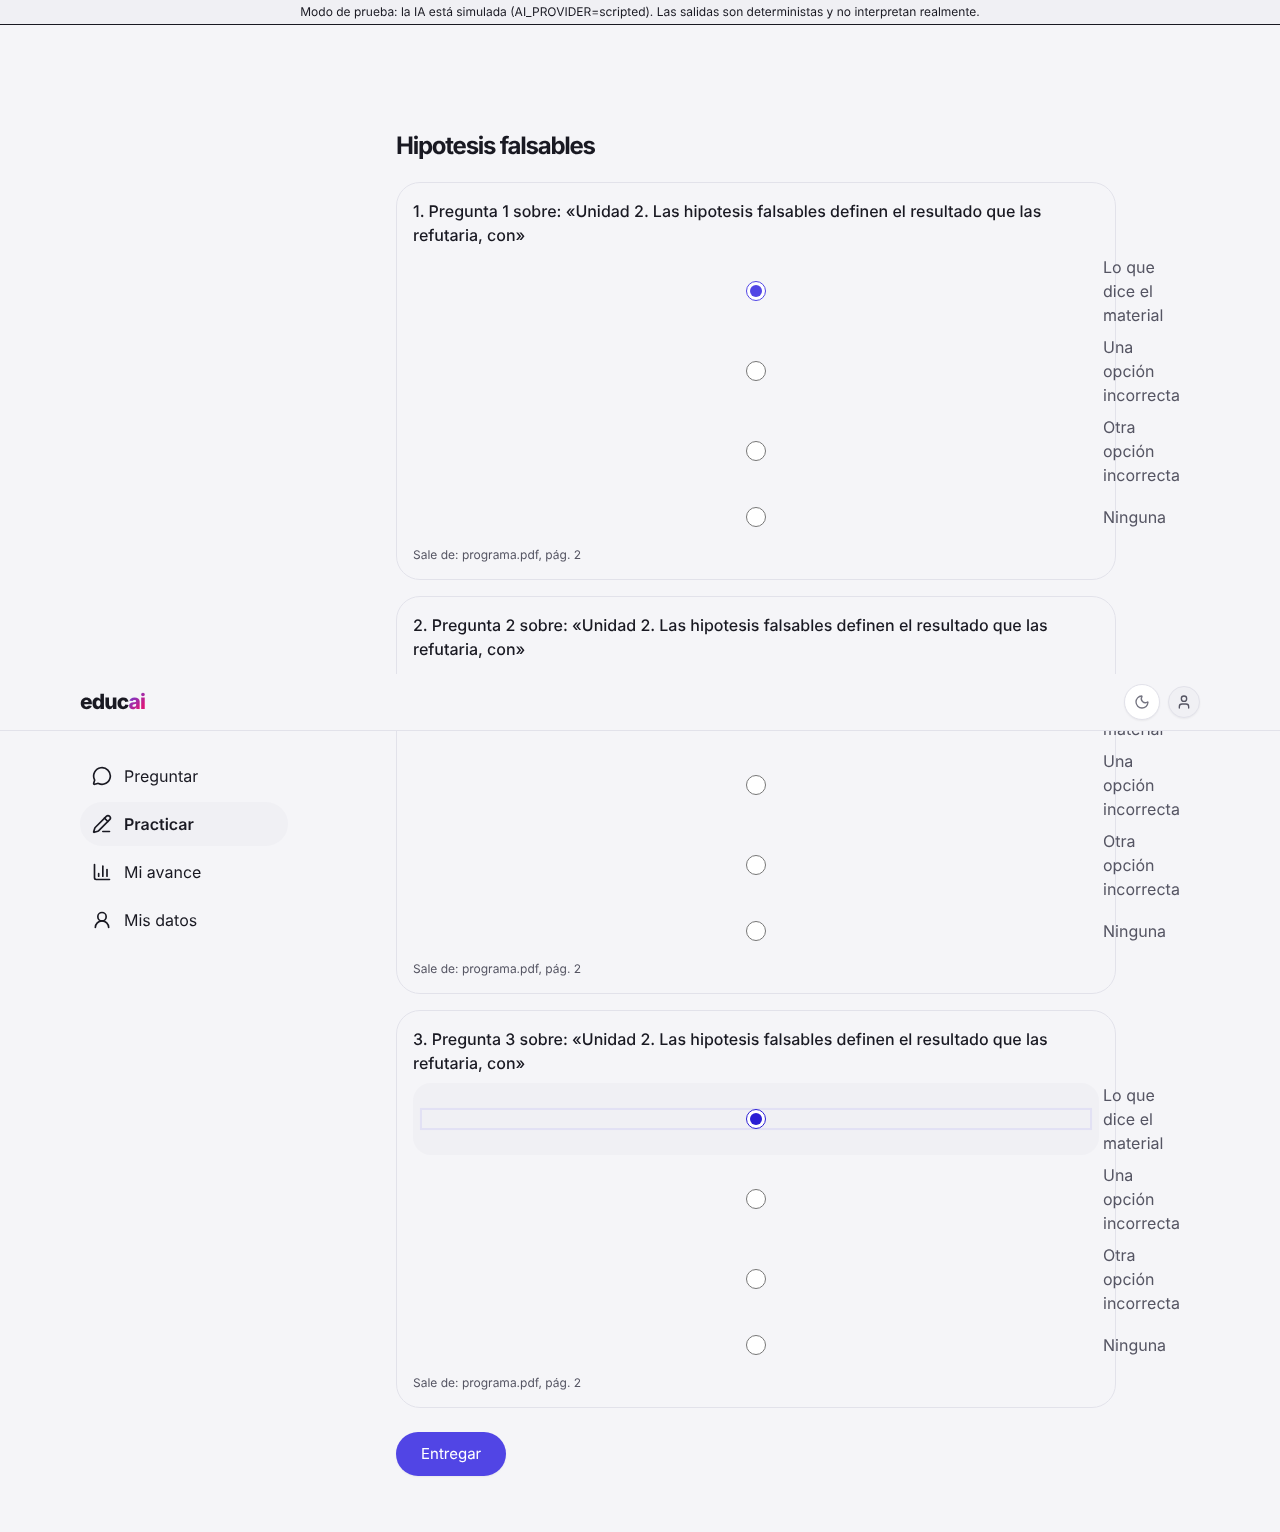 Modo de prueba: la IA está simulada (AI_PROVIDER=scripted). Las salidas son deterministas y no interpretan realmente.
Hipotesis falsables
1. Pregunta 1 sobre: «Unidad 2. Las hipotesis falsables definen el resultado que las
refutaria, con»
Lo que
dice el
material
Una
opción
incorrecta
Otra
opción
incorrecta
Ninguna
Sale de: programa.pdf, pág. 2
2. Pregunta 2 sobre: «Unidad 2. Las hipotesis falsables definen el resultado que las
refutaria, con»
educai
Preguntar
Practicar
Mi avance
Mis datos
material
Una
opción
incorrecta
Otra
opción
incorrecta
Ninguna
Sale de: programa.pdf, pág. 2
3. Pregunta 3 sobre: «Unidad 2. Las hipotesis falsables definen el resultado que las
refutaria, con»
Lo que
dice el
material
Una
opción
incorrecta
Otra
opción
incorrecta
Ninguna
Sale de: programa.pdf, pág. 2
Entregar